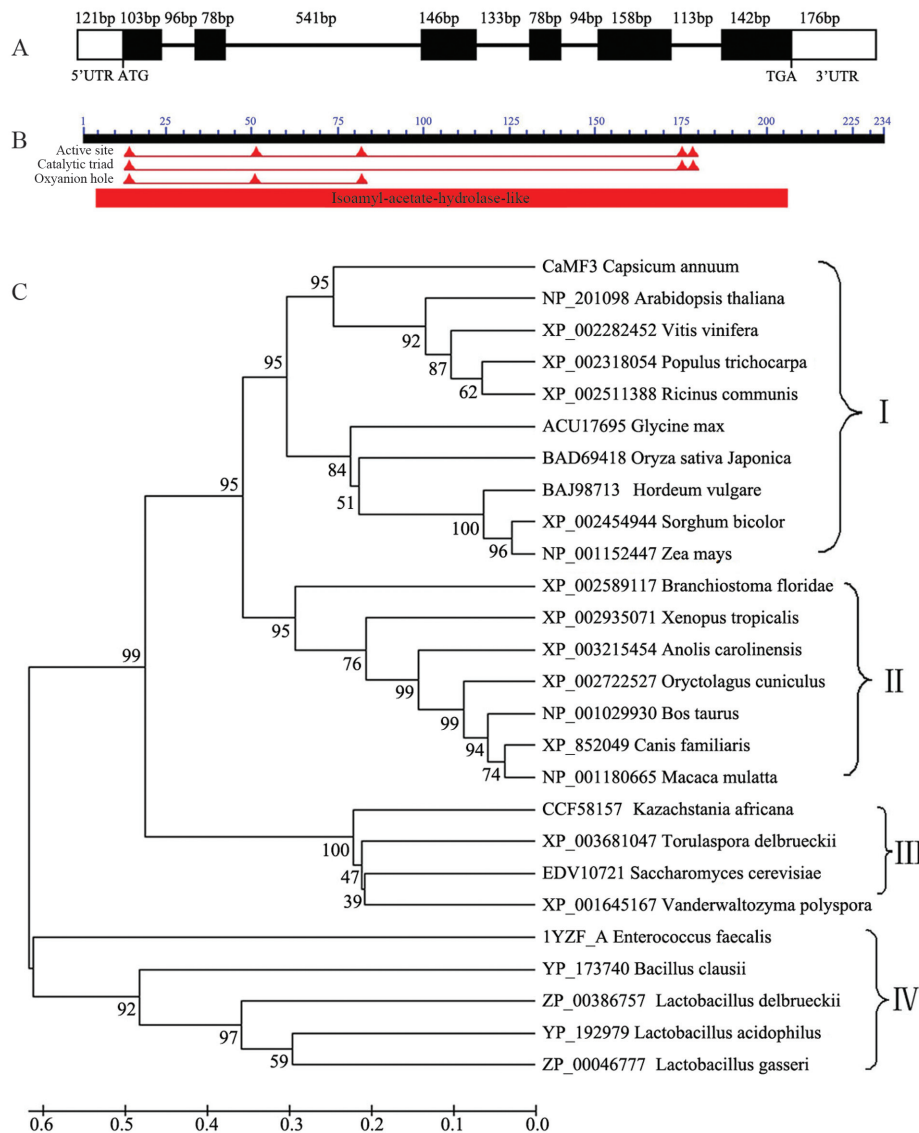 121bp 103bp 96bp 78bp 541bp 146bp 133bp 78bp 94bp 158bp 113bp 142bp 176bp
A
5'UTR ATG TGA 3'UTR
B
1 25 50 75 100 125 150 175 200 225 234
Active site
Catalytic triad
Oxyanion hole
Isoamyl-acetate-hydrolase-like
C
CaMF3 Capsicum annuum
95
NP_201098 Arabidopsis thaliana
92
XP_002282452 Vitis vinifera
87
XP_002318054 Populus trichocarpa
95
62
XP_002511388 Ricinus communis
I
ACU17695 Glycine max
84
BAD69418 Oryza sativa Japonica
95
51
BAJ98713 Hordeum vulgare
100
XP_002454944 Sorghum bicolor
96
NP_001152447 Zea mays
XP_002589117 Branchiostoma floridae
95
XP_002935071 Xenopus tropicalis
99
76
XP_003215454 Anolis carolinensis
99
XP_002722527 Oryctolagus cuniculus
II
99
NP_001029930 Bos taurus
94
XP_852049 Canis familiaris
74
NP_001180665 Macaca mulatta
CCF58157 Kazachstania africana
100
XP_003681047 Torulaspora delbrueckii
III
47
EDV10721 Saccharomyces cerevisiae
39
XP_001645167 Vanderwaltozyma polyspora
1YZF_A Enterococcus faecalis
YP_173740 Bacillus clausii
92
ZP_00386757 Lactobacillus delbrueckii
IV
97
YP_192979 Lactobacillus acidophilus
59
ZP_00046777 Lactobacillus gasseri
0.6 0.5 0.4 0.3 0.2 0.1 0.0